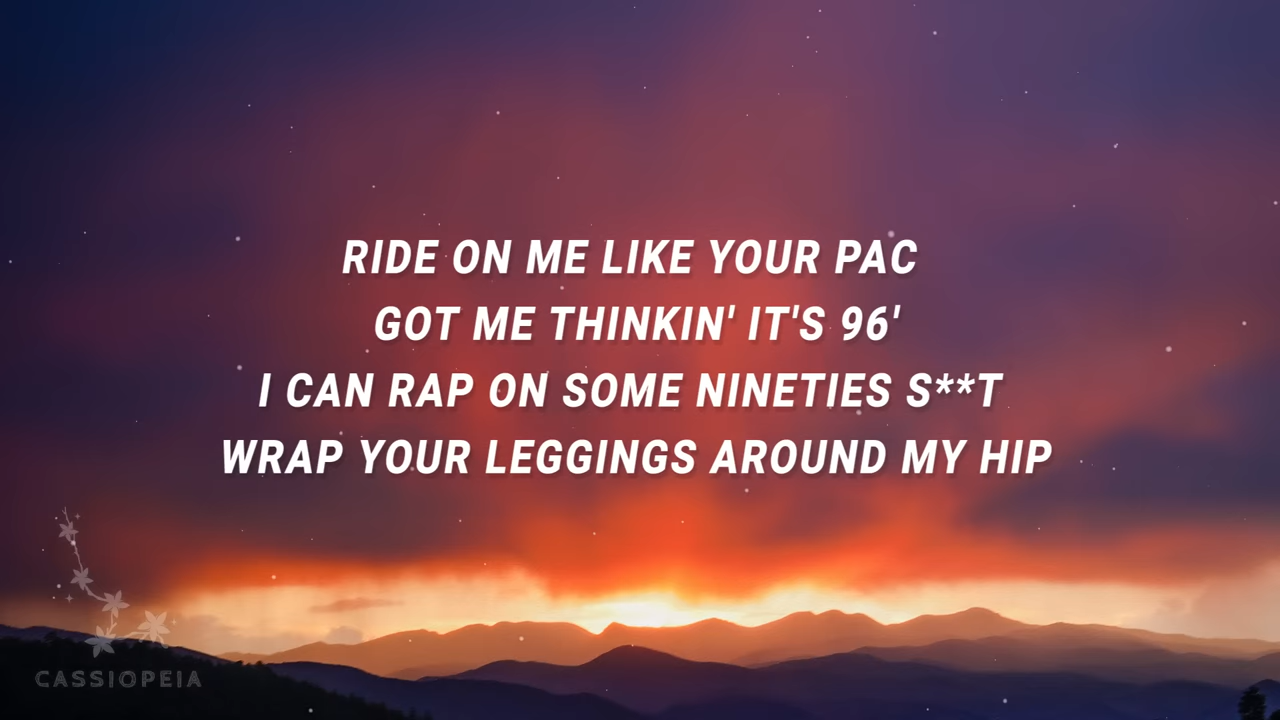 RIDE ON ME LIKE YOUR PAC
GOT ME THINKIN' IT'S 96'
I CAN RAP ON SOME NINETIES S**T
WRAP YOUR LEGGINGS AROUND MY HIP
CASSIOPEIA